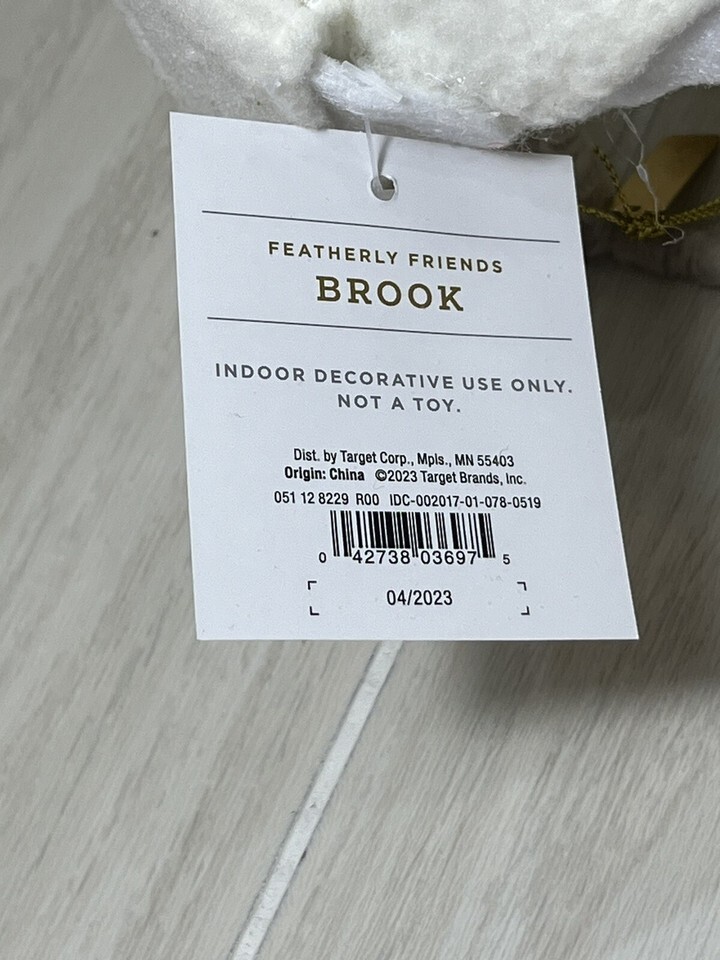 FEATHERLY FRIENDS
BROOK
INDOOR DECORATIVE USE ONLY.
NOT A TOY.
Dist. by Target Corp., Mpls., MN 55403
Origin: China ©2023 Target Brands, Inc.
051 12 8229 R00 IDC-002017-01-078-0519
0 42738 03697 5
04/2023